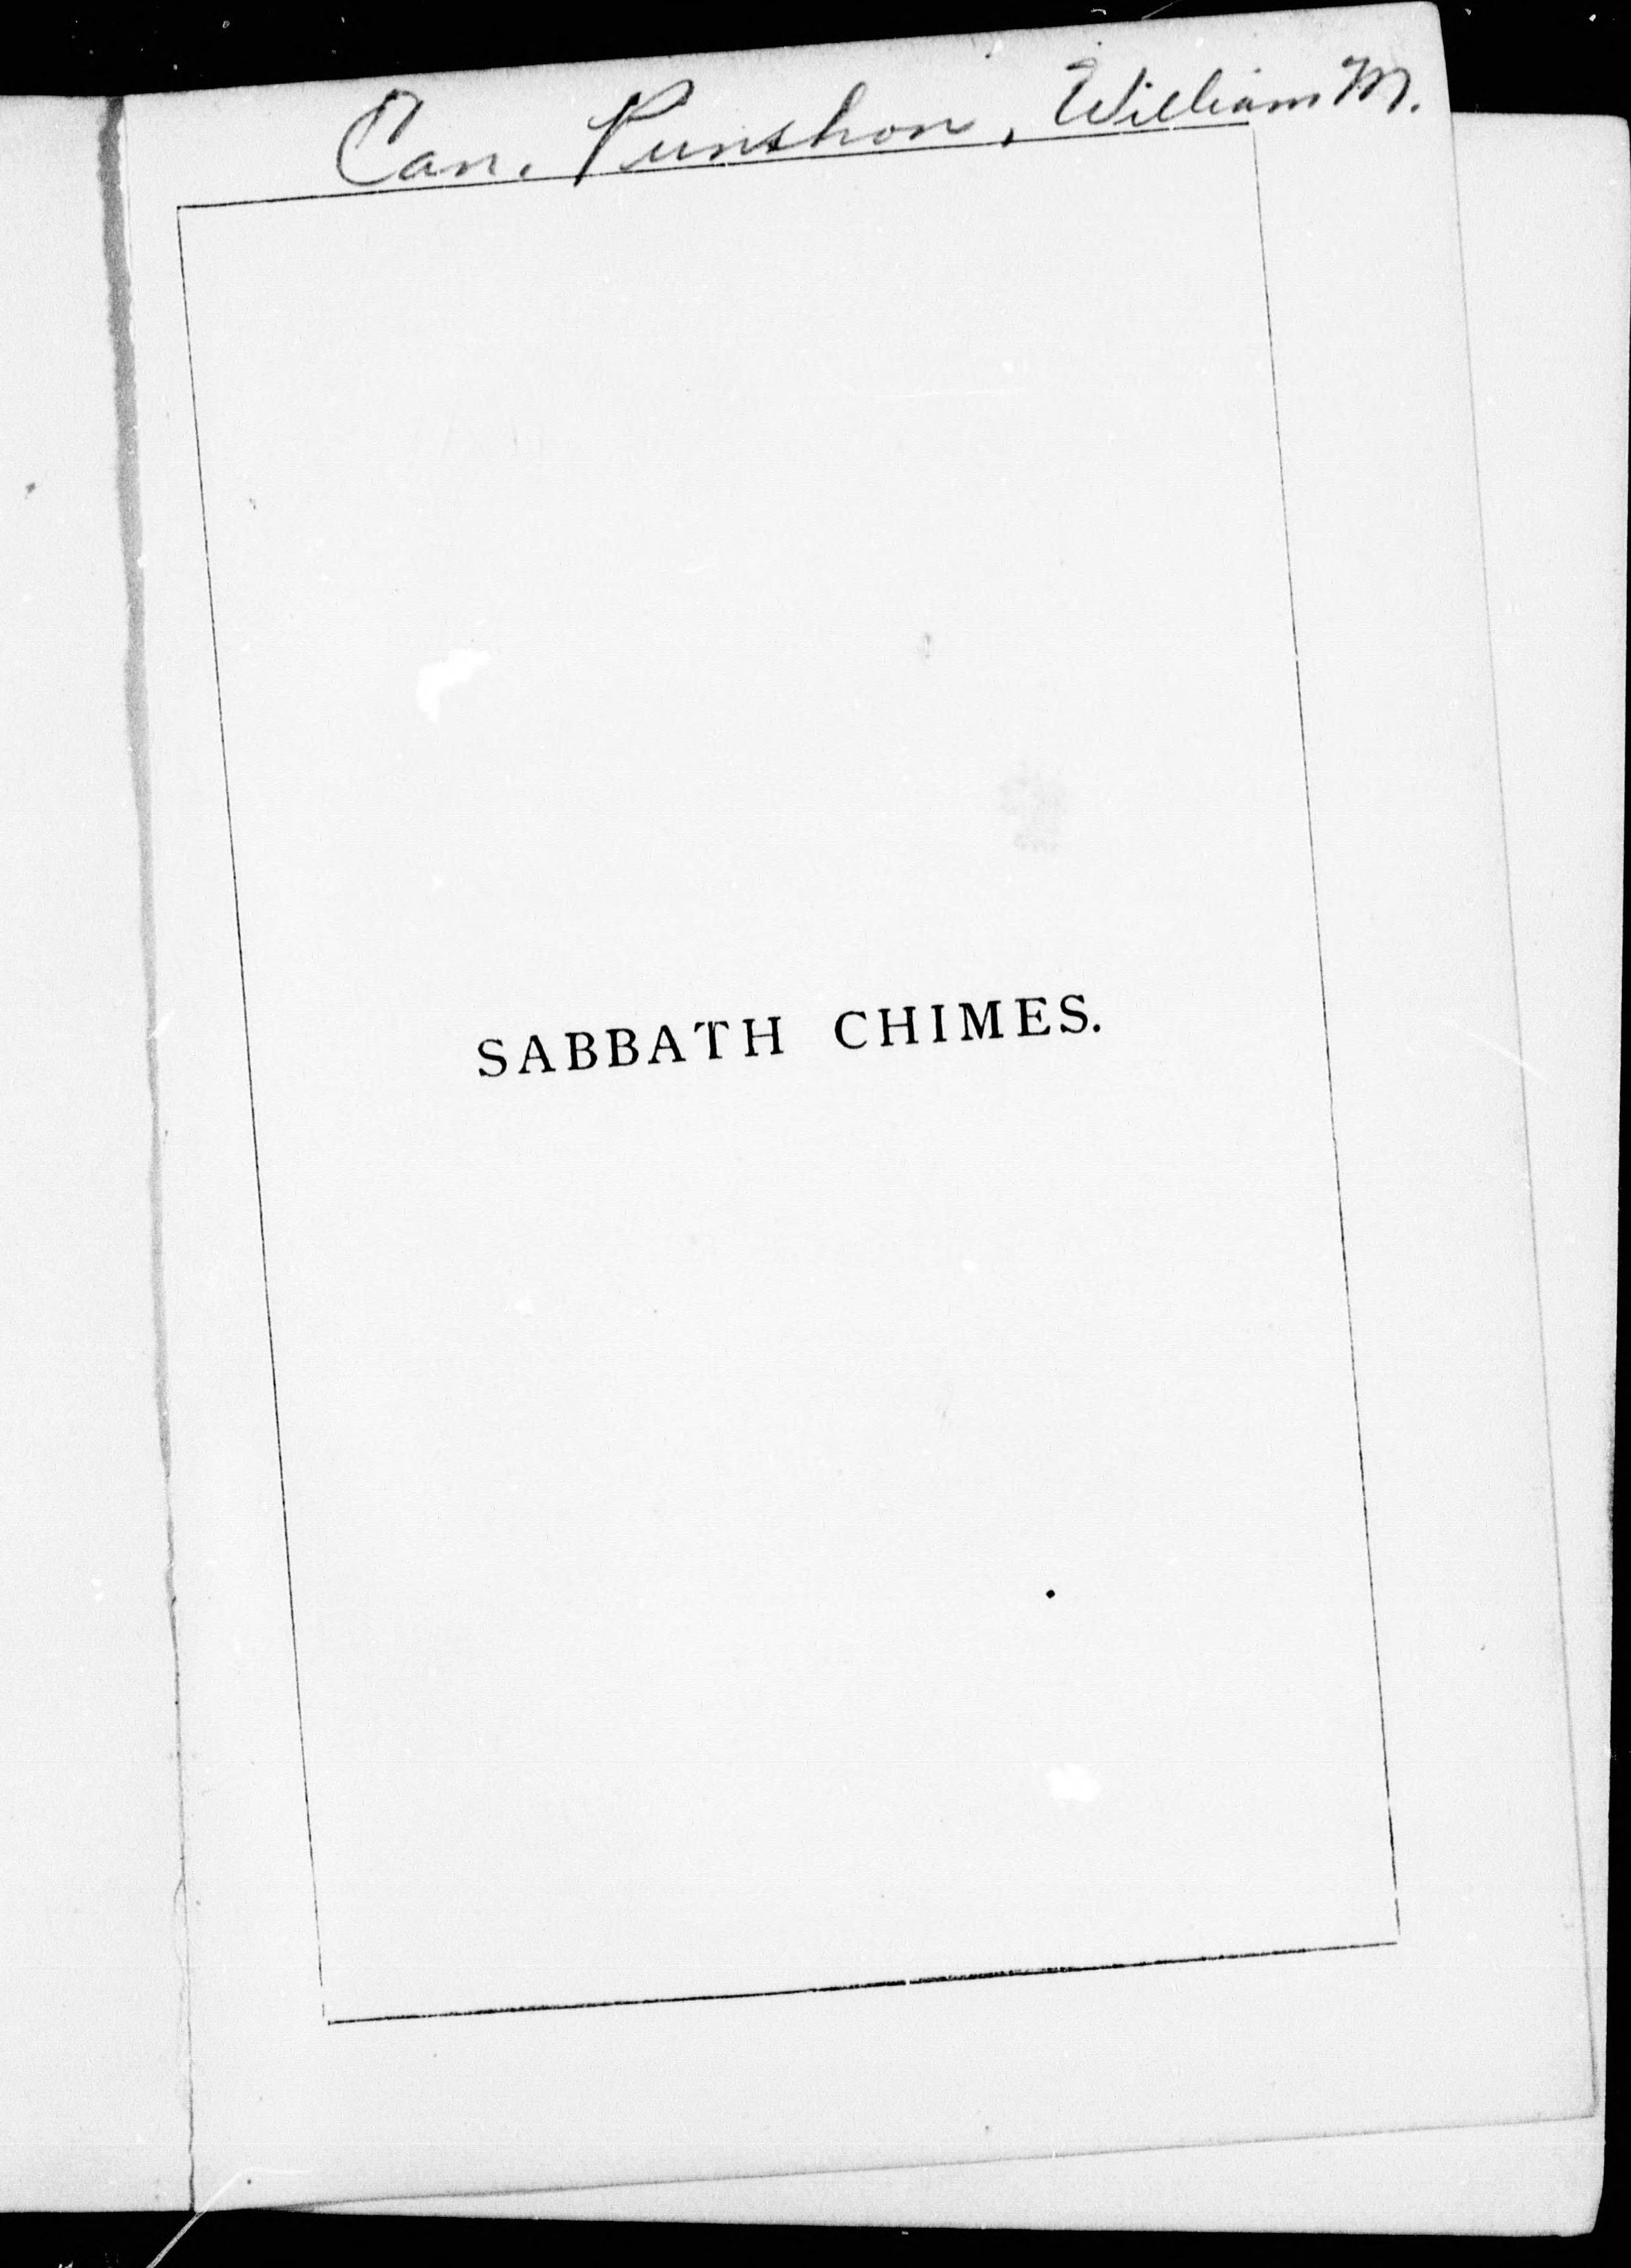 Can. Punshon, William M.
SABBATH CHIMES.